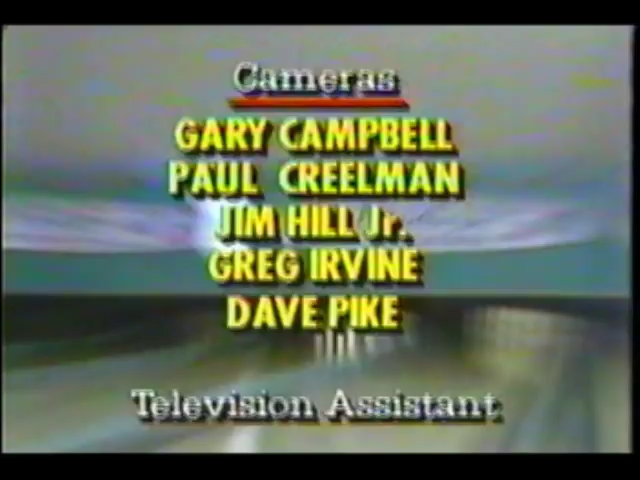 Cameras
GARY CAMPBELL
PAUL CREELMAN
JIM HILL Jr.
GREG IRVINE
DAVE PIKE
Television Assistant